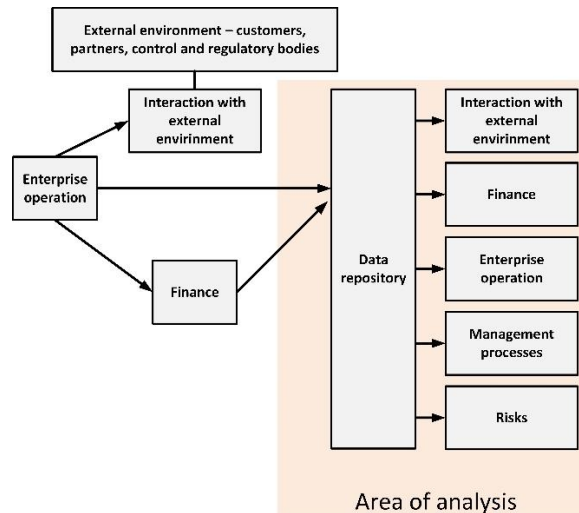 External environment – customers,
partners, control and regulatory bodies
Interaction with
external
envirinment
Enterprise
operation
Finance
Data
repository
Interaction with
external
envirinment
Finance
Enterprise
operation
Management
processes
Risks
Area of analysis